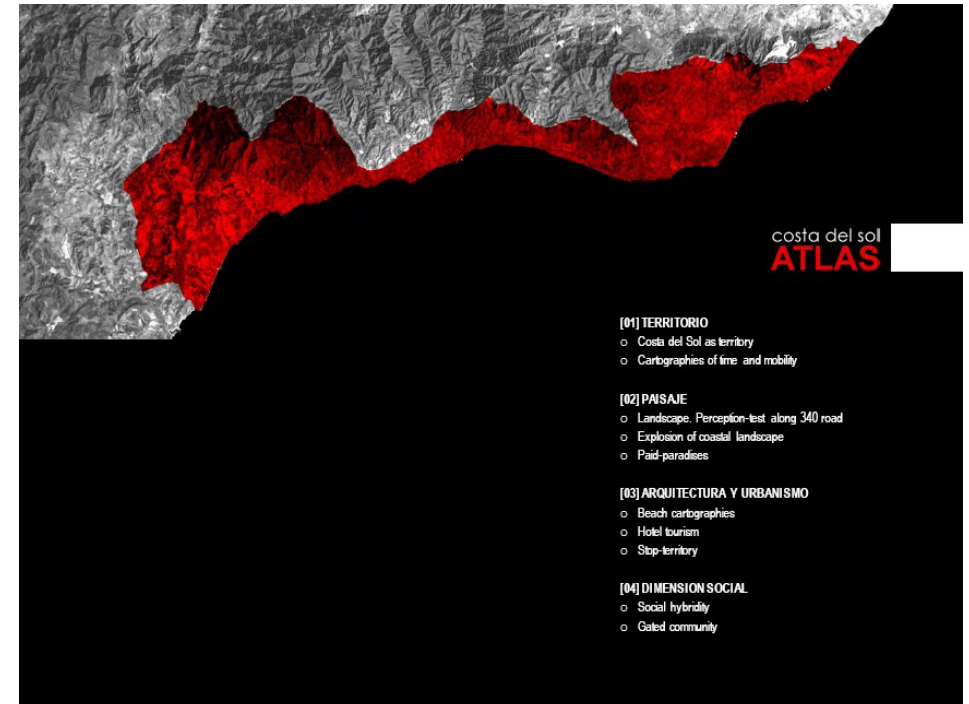 costa del sol
ATLAS
[01] TERRITORIO
o Costa del Sol as territory
o Cartographies of time and mobility
[02] PAISAJE
o Landscape. Perception-test along 340 road
o Explosion of coastal landscape
o Paid-paradises
[03] ARQUITECTURA Y URBANISMO
o Beach cartographies
o Hotel tourism
o Stop-territory
[04] DIMENSION SOCIAL
o Social hybridity
o Gated community